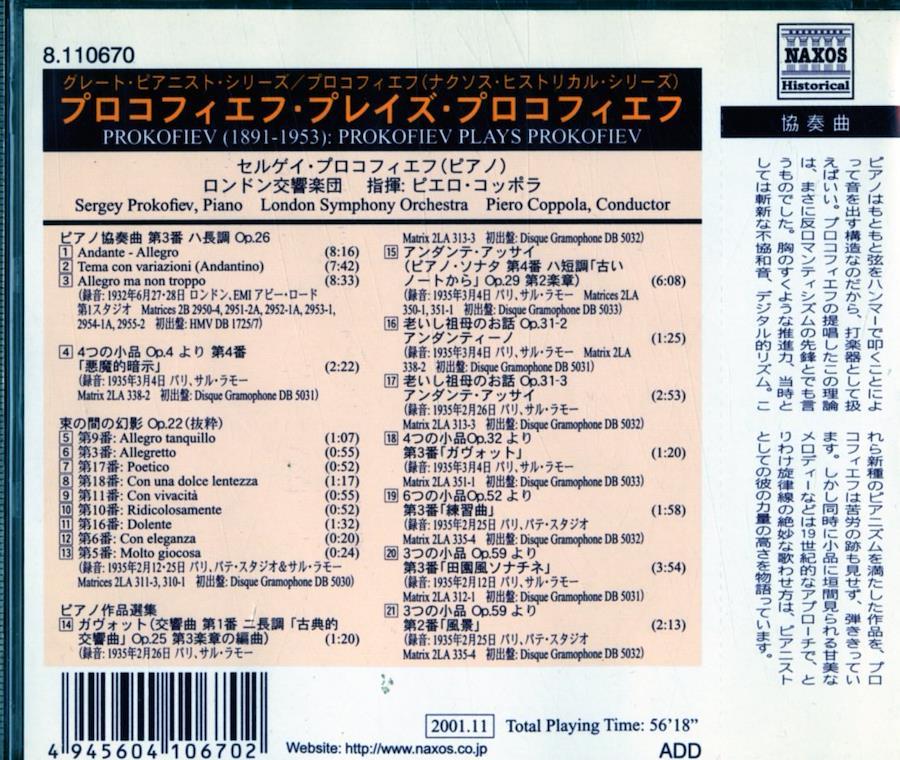 8.110670
グレート・ピアニスト・シリーズ/プロコフィエフ(ナクソス・ヒストリカル・シリーズ)
プロコフィエフ・プレイズ・プロコフィエフ
PROKOFIEV (1891-1953): PROKOFIEV PLAYS PROKOFIEV
セルゲイ・プロコフィエフ(ピアノ)
ロンドン交響楽団 指揮: ピエロ・コッポラ
Sergey Prokofiev, Piano London Symphony Orchestra Piero Coppola, Conductor
ピアノ協奏曲 第3番 ハ長調 Op.26
1 Andante - Allegro (8:16)
2 Tema con variazioni (Andantino) (7:42)
3 Allegro ma non troppo (8:33)
(録音: 1932年6月27・28日 ロンドン、EMI アビー・ロード
第1スタジオ Matrices 2B 2950-4, 2951-2A, 2952-1A, 2953-1,
2954-1A, 2955-2 初出盤: HMV DB 1725/7)
4 4つの小品 Op.4 より 第4番
「悪魔的暗示」 (2:22)
(録音: 1935年3月4日 パリ、サル・ラモー
Matrix 2LA 338-2 初出盤: Disque Gramophone DB 5031)
束の間の幻影 Op.22(抜粋)
5 第9番: Allegro tanquillo (1:07)
6 第3番: Allegretto (0:55)
7 第17番: Poetico (0:52)
8 第18番: Con una dolce lentezza (1:17)
9 第11番: Con vivacità (0:55)
10 第10番: Ridicolosamente (0:52)
11 第16番: Dolente (1:32)
12 第6番: Con eleganza (0:20)
13 第5番: Molto giocosa (0:24)
(録音: 1935年2月12・25日 パリ、パテ・スタジオ&サル・ラモー
Matrices 2LA 311-3, 310-1 初出盤: Disque Gramophone DB 5030)
ピアノ作品選集
14 ガヴォット(交響曲 第1番 ニ長調 「古典的
交響曲」Op.25 第3楽章の編曲) (1:20)
(録音: 1935年2月26日 パリ、サル・ラモー
Matrix 2LA 313-3 初出盤: Disque Gramophone DB 5032)
15 アンダンテ・アッサイ
(ピアノ・ソナタ 第4番 ハ短調「古い
ノートから」Op.29 第2楽章) (6:08)
(録音: 1935年3月4日 パリ、サル・ラモー Matrices 2LA
350-1, 351-1 初出盤: Disque Gramophone DB 5033)
16 老いし祖母のお話 Op.31-2
アンダンティーノ (1:25)
(録音: 1935年3月4日 パリ、サル・ラモー Matrix 2LA
338-2 初出盤: Disque Gramophone DB 5031)
17 老いし祖母のお話 Op.31-3
アンダンテ・アッサイ (2:53)
(録音: 1935年2月26日 パリ、サル・ラモー
Matrix 2LA 313-3 初出盤: Disque Gramophone DB 5032)
18 4つの小品Op.32 より
第3番「ガヴォット」 (1:20)
(録音: 1935年3月4日 パリ、サル・ラモー
Matrix 2LA 351-1 初出盤: Disque Gramophone DB 5033)
19 6つの小品Op.52 より
第3番「練習曲」 (1:58)
(録音: 1935年2月25日 パリ、パテ・スタジオ
Matrix 2LA 335-4 初出盤: Disque Gramophone DB 5032)
20 3つの小品 Op.59 より
第3番「田園風ソナチネ」 (3:54)
(録音: 1935年2月12日 パリ、サル・ラモー
Matrix 2LA 312-1 初出盤: Disque Gramophone DB 5031)
21 3つの小品 Op.59 より
第2番「風景」 (2:13)
(録音: 1935年2月25日 パリ、パテ・スタジオ
Matrix 2LA 335-4 初出盤: Disque Gramophone DB 5032)
NAXOS
Historical
協奏曲
ピアノはもともと弦をハンマーで叩くことによ
って音を出す構造なのだから、打楽器として扱
えばいい。プロコフィエフの提唱したこの理論
は、まさに反ロマンティシズムの先鋒とでも言
うものでした。胸のすくような推進力、当時と
しては斬新な不協和音、デジタル的リズム。こ
れら新種のピアニズムを満たした作品を、プロ
コフィエフは苦労の跡も見せず、弾ききってい
ます。しかし同時に小品に垣間見られる甘美な
メロディーなどは19世紀的なアプローチで、と
りわけ旋律線の絶妙な歌わせ方は、ピアニスト
としての彼の力量の高さを物語っています。
4 945604 106702
2001.11 Total Playing Time: 56'18"
Website: http://www.naxos.co.jp
ADD